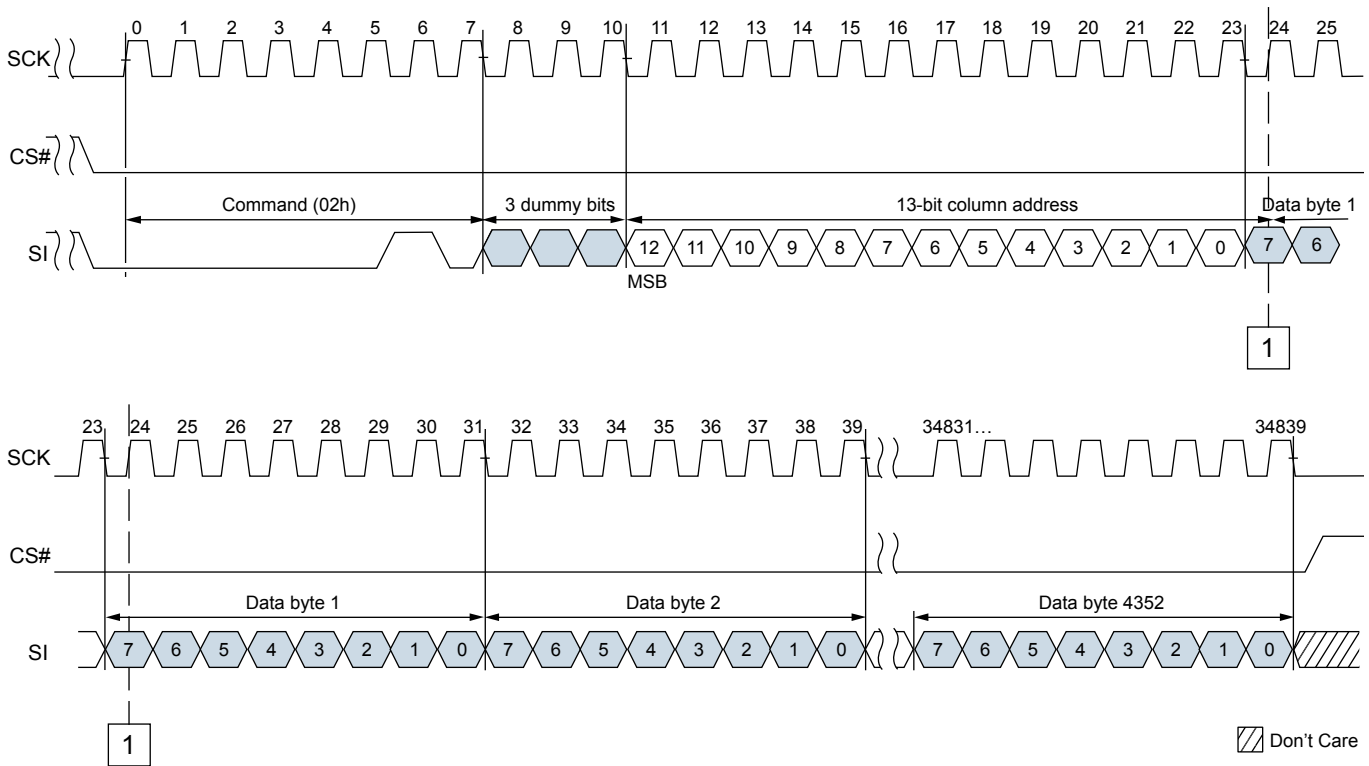 0 1 2 3 4 5 6 7 8 9 10 11 12 13 14 15 16 17 18 19 20 21 22 23 24 25
SCK
CS#
Command (02h) 3 dummy bits 13-bit column address Data byte 1
SI 12 11 10 9 8 7 6 5 4 3 2 1 0 7 6
MSB
1
23 24 25 26 27 28 29 30 31 32 33 34 35 36 37 38 39 34831… 34839
SCK
CS#
Data byte 1 Data byte 2 Data byte 4352
SI 7 6 5 4 3 2 1 0 7 6 5 4 3 2 1 0 7 6 5 4 3 2 1 0
1
Don't Care